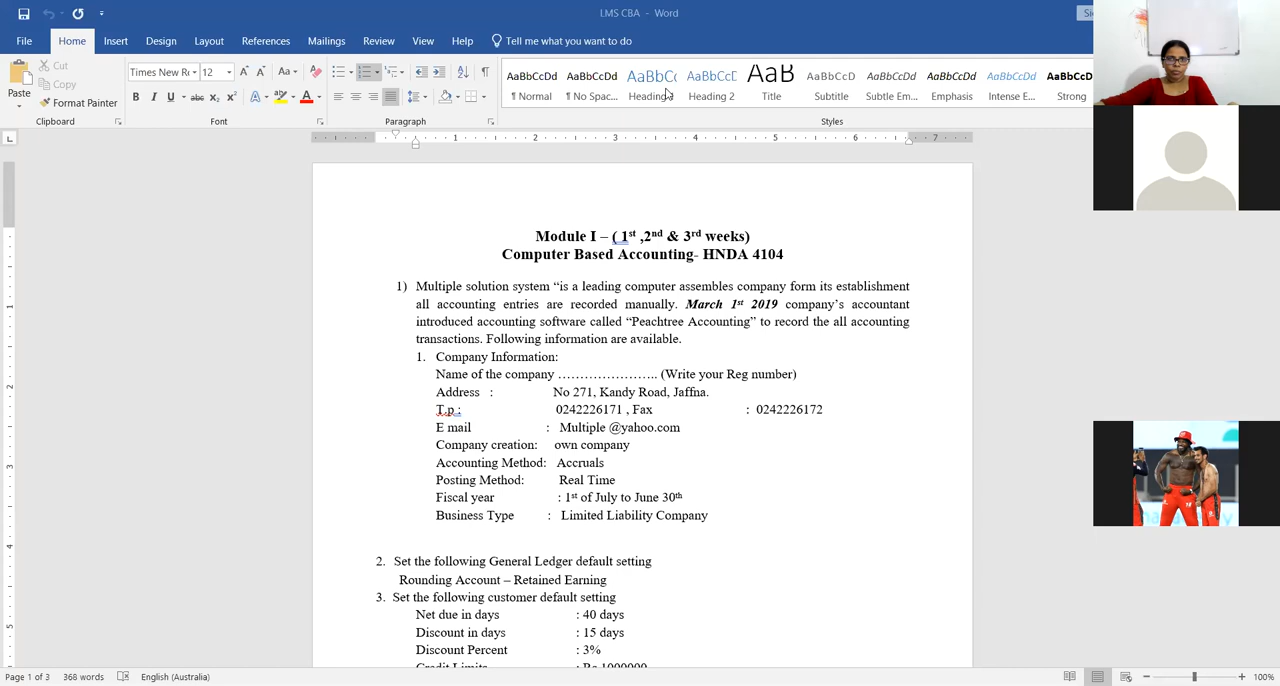 LMS CBA - Word
File Home Insert Design Layout References Mailings Review View Help Tell me what you want to do
Paste Cut Copy Format Painter
Times New R 12 Aa
AaBbCcDd AaBbCcDd AaBbC AaBbCcD AaB AaBbCcD AaBbCcDd AaBbCcDd AaBbCcDd AaBbCcD
¶ Normal ¶ No Spac... Heading Heading 2 Title Subtitle Subtle Em... Emphasis Intense E... Strong
Clipboard Font Paragraph Styles
Module I – ( 1st ,2nd & 3rd weeks)
Computer Based Accounting- HNDA 4104
1) Multiple solution system “is a leading computer assembles company form its establishment
all accounting entries are recorded manually. March 1st 2019 company’s accountant
introduced accounting software called “Peachtree Accounting” to record the all accounting
transactions. Following information are available.
1. Company Information:
Name of the company ………………….. (Write your Reg number)
Address : No 271, Kandy Road, Jaffna.
T.p : 0242226171 , Fax : 0242226172
E mail : Multiple @yahoo.com
Company creation: own company
Accounting Method: Accruals
Posting Method: Real Time
Fiscal year : 1st of July to June 30th
Business Type : Limited Liability Company
2. Set the following General Ledger default setting
Rounding Account – Retained Earning
3. Set the following customer default setting
Net due in days : 40 days
Discount in days : 15 days
Discount Percent : 3%
Credit Limits : Rs 1000000
Page 1 of 3 368 words English (Australia) 100%